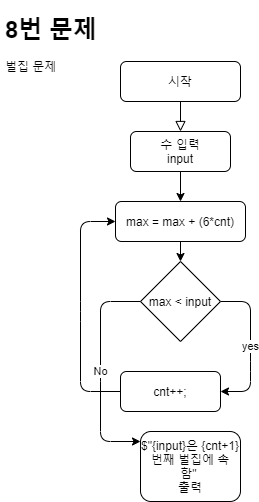 8번 문제
벌집 문제
시작
수 입력
input
max = max + (6*cnt)
max < input
yes
No
cnt++;
$"{input}은 {cnt+1}
번째 벌집에 속
함"
출력